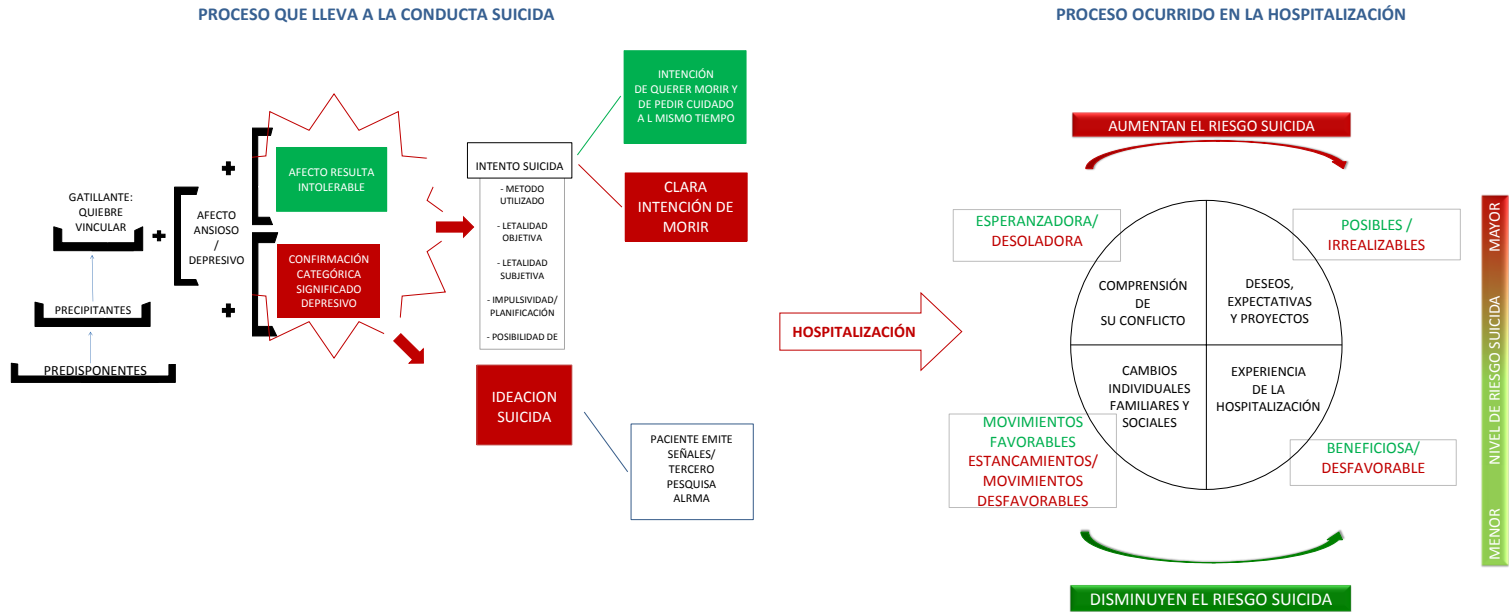 PROCESO QUE LLEVA A LA CONDUCTA SUICIDA
GATILLANTE:
QUIEBRE
VINCULAR
PRECIPITANTES
PREDISPONENTES
+
AFECTO
ANSIOSO
/
DEPRESIVO
+
+
AFECTO RESULTA
INTOLERABLE
CONFIRMACIÓN
CATEGÓRICA
SIGNIFICADO
DEPRESIVO
INTENTO SUICIDA
- METODO
UTILIZADO
- LETALIDAD
OBJETIVA
- LETALIDAD
SUBJETIVA
- IMPULSIVIDAD/
PLANIFICACIÓN
- POSIBILIDAD DE
INTENCIÓN
DE QUERER MORIR Y
DE PEDIR CUIDADO
A L MISMO TIEMPO
CLARA
INTENCIÓN DE
MORIR
IDEACION
SUICIDA
PACIENTE EMITE
SEÑALES/
TERCERO
PESQUISA
ALRMA
HOSPITALIZACIÓN
PROCESO OCURRIDO EN LA HOSPITALIZACIÓN
AUMENTAN EL RIESGO SUICIDA
ESPERANZADORA/
DESOLADORA
POSIBLES /
IRREALIZABLES
COMPRENSIÓN
DE
SU CONFLICTO
DESEOS,
EXPECTATIVAS
Y PROYECTOS
CAMBIOS
INDIVIDUALES
FAMILIARES Y
SOCIALES
EXPERIENCIA
DE LA
HOSPITALIZACIÓN
MOVIMIENTOS
FAVORABLES
ESTANCAMIENTOS/
MOVIMIENTOS
DESFAVORABLES
BENEFICIOSA/
DESFAVORABLE
DISMINUYEN EL RIESGO SUICIDA
MENOR NIVEL DE RIESGO SUICIDA MAYOR